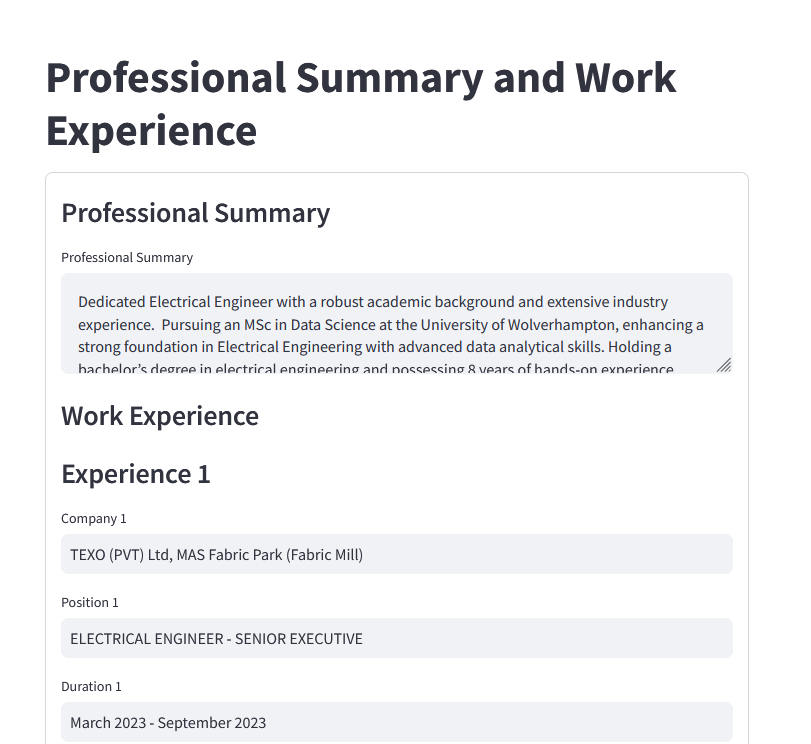 Professional Summary and Work
Experience
Professional Summary
Professional Summary
Dedicated Electrical Engineer with a robust academic background and extensive industry
experience.  Pursuing an MSc in Data Science at the University of Wolverhampton, enhancing a
strong foundation in Electrical Engineering with advanced data analytical skills. Holding a
bachelor’s degree in electrical engineering and possessing 8 years of hands-on experience
Work Experience
Experience 1
Company 1
TEXO (PVT) Ltd, MAS Fabric Park (Fabric Mill)
Position 1
ELECTRICAL ENGINEER - SENIOR EXECUTIVE
Duration 1
March 2023 - September 2023